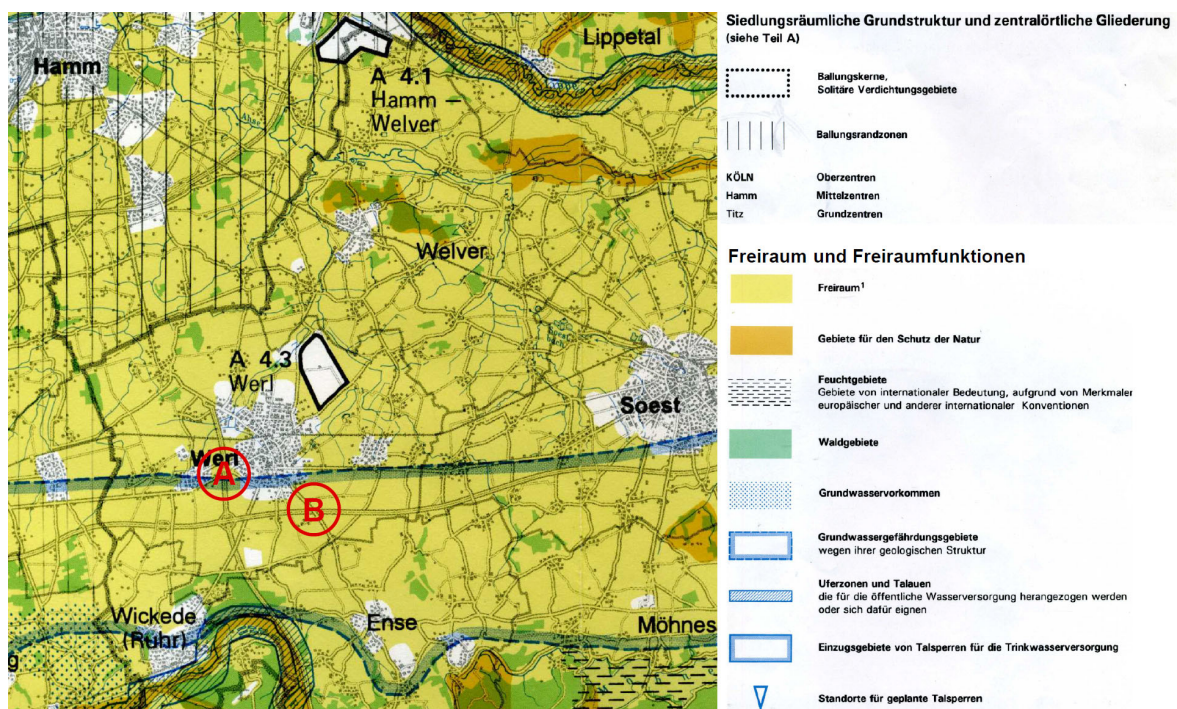 Hamm
Lippetal
A 4.1
Hamm –
Welver
Ahse
Welver
A 4.3
Werl
Soest
Werl
A
B
Wickede
(Ruhr)
Ense
Möhnes
g
Siedlungsräumliche Grundstruktur und zentralörtliche Gliederung
(siehe Teil A)
Ballungskerne,
Solitäre Verdichtungsgebiete
Ballungsrandzonen
KÖLN Oberzentren
Hamm Mittelzentren
Titz Grundzentren
Freiraum und Freiraumfunktionen
Freiraum¹
Gebiete für den Schutz der Natur
Feuchtgebiete
Gebiete von internationaler Bedeutung, aufgrund von Merkmaler
europäischer und anderer internationaler Konventionen
Waldgebiete
Grundwasservorkommen
Grundwassergefährdungsgebiete
wegen ihrer geologischen Struktur
Uferzonen und Talauen
die für die öffentliche Wasserversorgung herangezogen werden
oder sich dafür eignen
Einzugsgebiete von Talsperren für die Trinkwasserversorgung
Standorte für geplante Talsperren